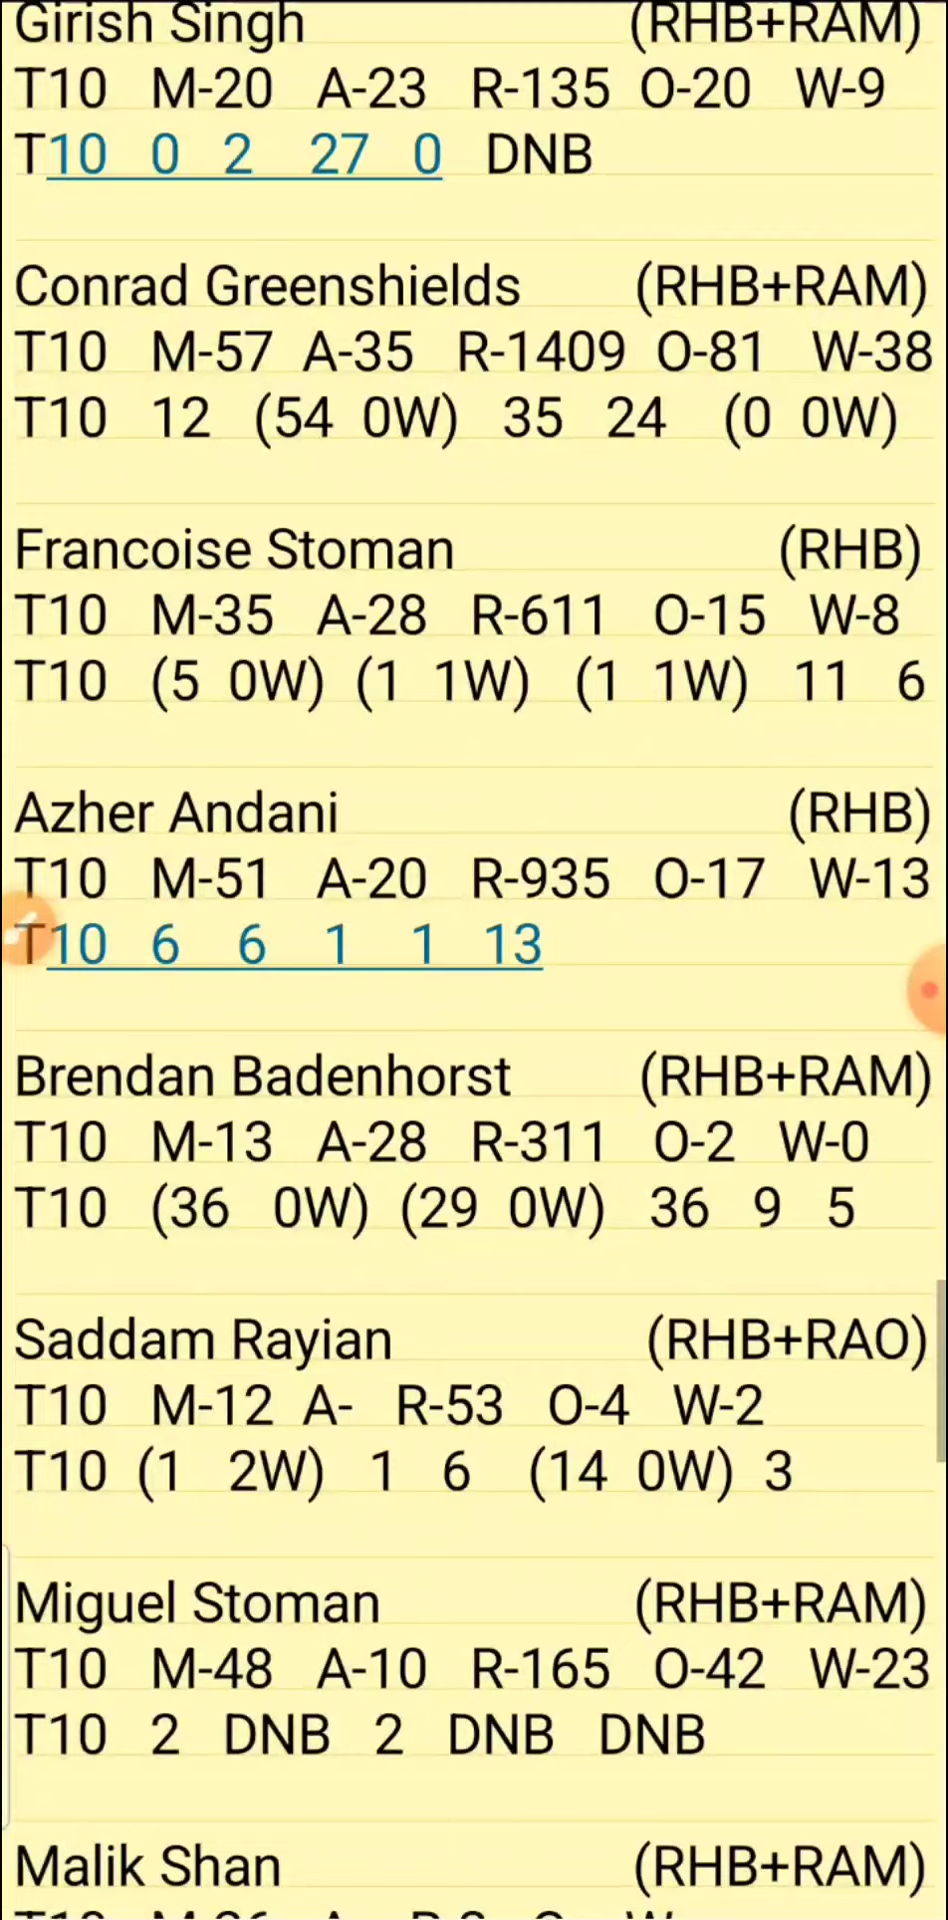 Girish Singh (RHB+RAM)
T10 M-20 A-23 R-135 O-20 W-9
T10 0 2 27 0 DNB
Conrad Greenshields (RHB+RAM)
T10 M-57 A-35 R-1409 O-81 W-38
T10 12 (54 0W) 35 24 (0 0W)
Francoise Stoman (RHB)
T10 M-35 A-28 R-611 O-15 W-8
T10 (5 0W) (1 1W) (1 1W) 11 6
Azher Andani (RHB)
T10 M-51 A-20 R-935 O-17 W-13
T10 6 6 1 1 13
Brendan Badenhorst (RHB+RAM)
T10 M-13 A-28 R-311 O-2 W-0
T10 (36 0W) (29 0W) 36 9 5
Saddam Rayian (RHB+RAO)
T10 M-12 A- R-53 O-4 W-2
T10 (1 2W) 1 6 (14 0W) 3
Miguel Stoman (RHB+RAM)
T10 M-48 A-10 R-165 O-42 W-23
T10 2 DNB 2 DNB DNB
Malik Shan (RHB+RAM)